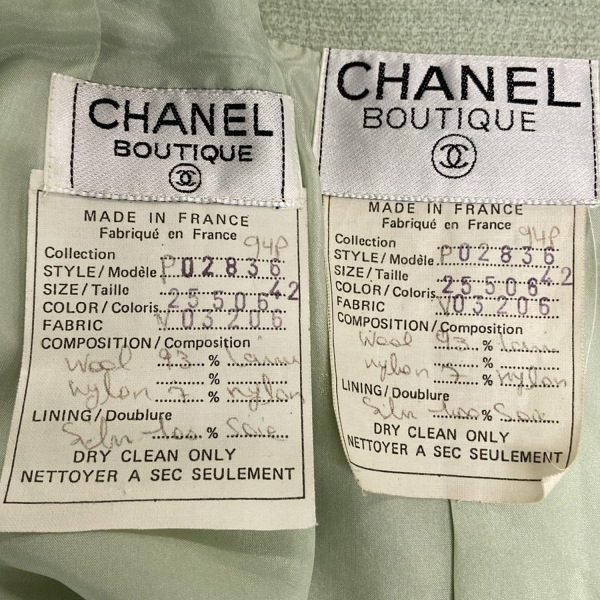 CHANEL
BOUTIQUE
MADE IN FRANCE
Fabriqué en France
Collection 94P
STYLE / Modèle P02836
SIZE / Taille 42
COLOR / Coloris 25506
FABRIC V03206
COMPOSITION / Composition
Wool 93 % laine
%
nylon 7 % nylon
LINING / Doublure
100 % Soie
DRY CLEAN ONLY
NETTOYER A SEC SEULEMENT
CHANEL
BOUTIQUE
MADE IN FRANCE
Fabriqué en France
Collection 94P
STYLE / Modèle P02836
SIZE / Taille 42
COLOR / Coloris 25506
FABRIC V03206
COMPOSITION / Composition
Wool 93 % laine
%
nylon 7 % nylon
LINING / Doublure
100 % Soie
DRY CLEAN ONLY
NETTOYER A SEC SEULEMENT